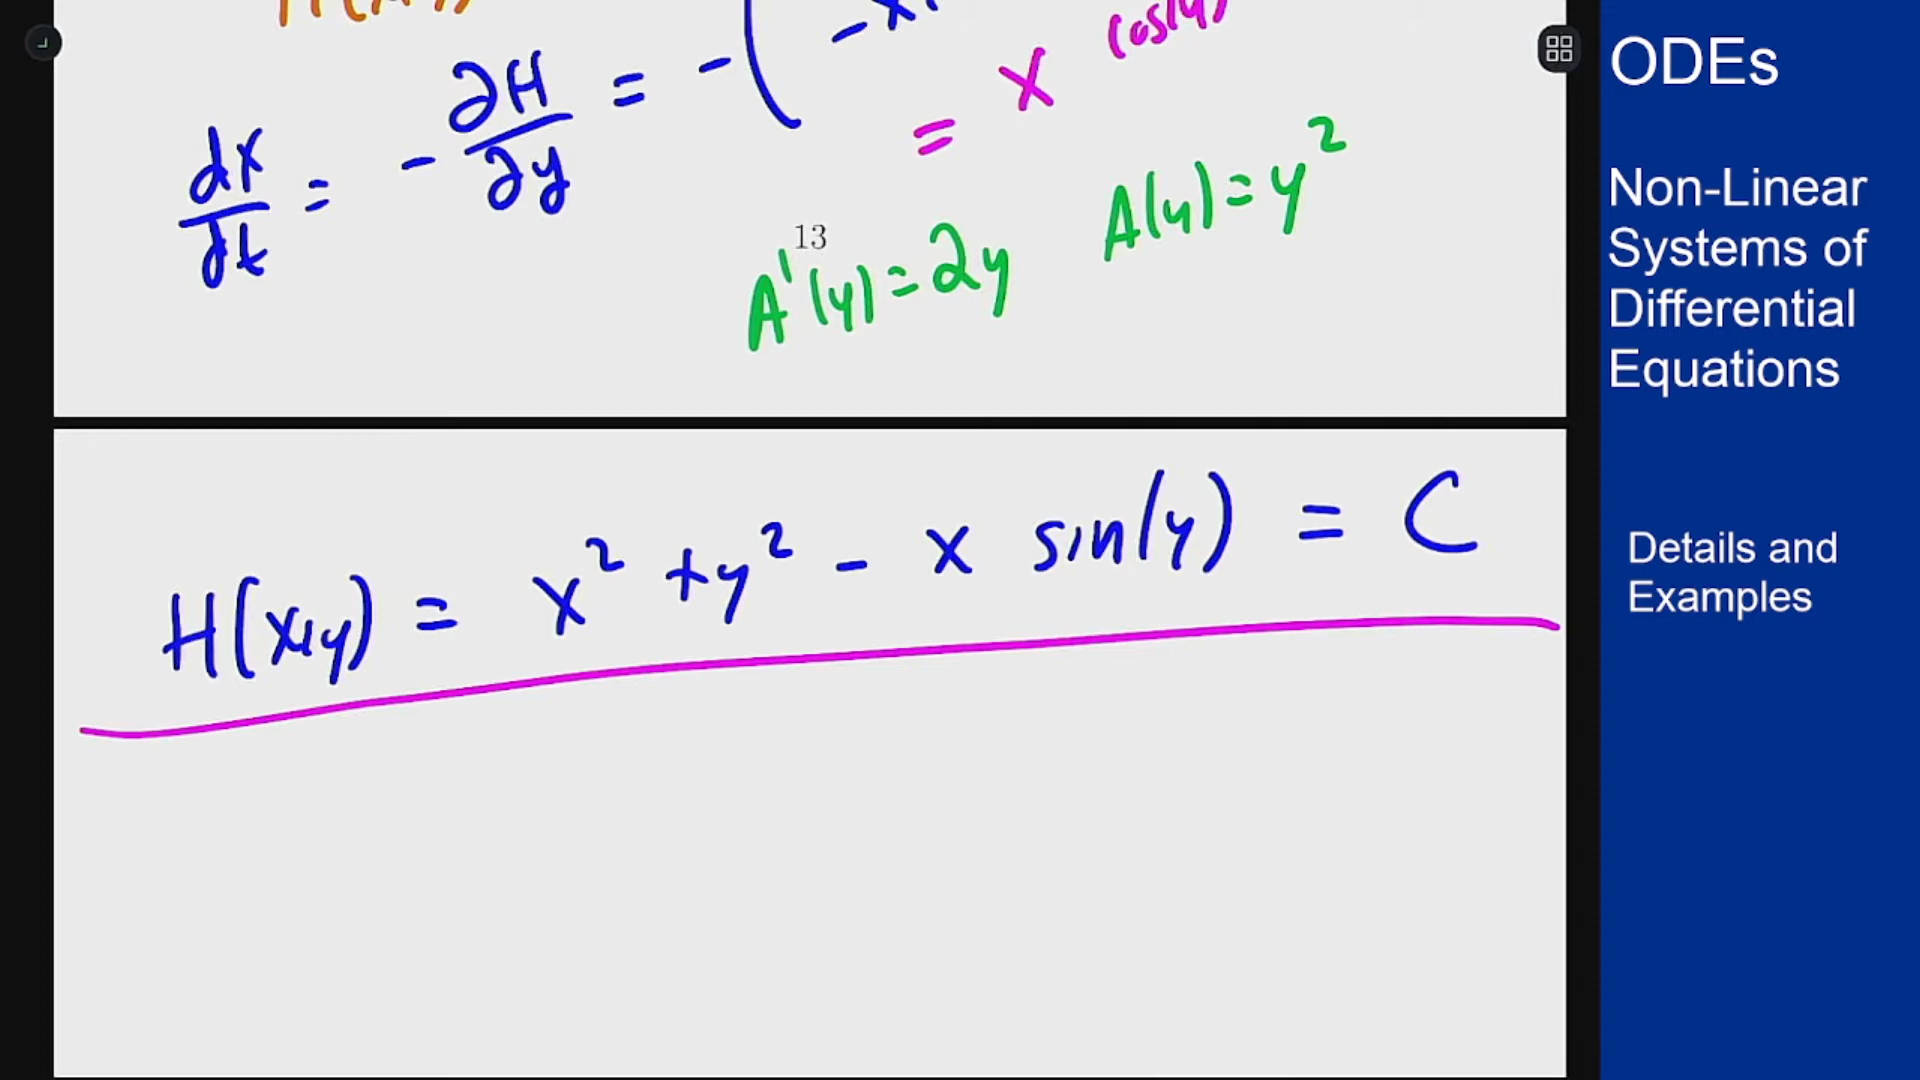 dx/dt = - ∂H/∂y = - ( -x
= x cos(y)
13
A'(y) = 2y A(y) = y²
H(x,y) = x² + y² - x sin(y) = C
ODEs
Non-Linear
Systems of
Differential
Equations
Details and
Examples